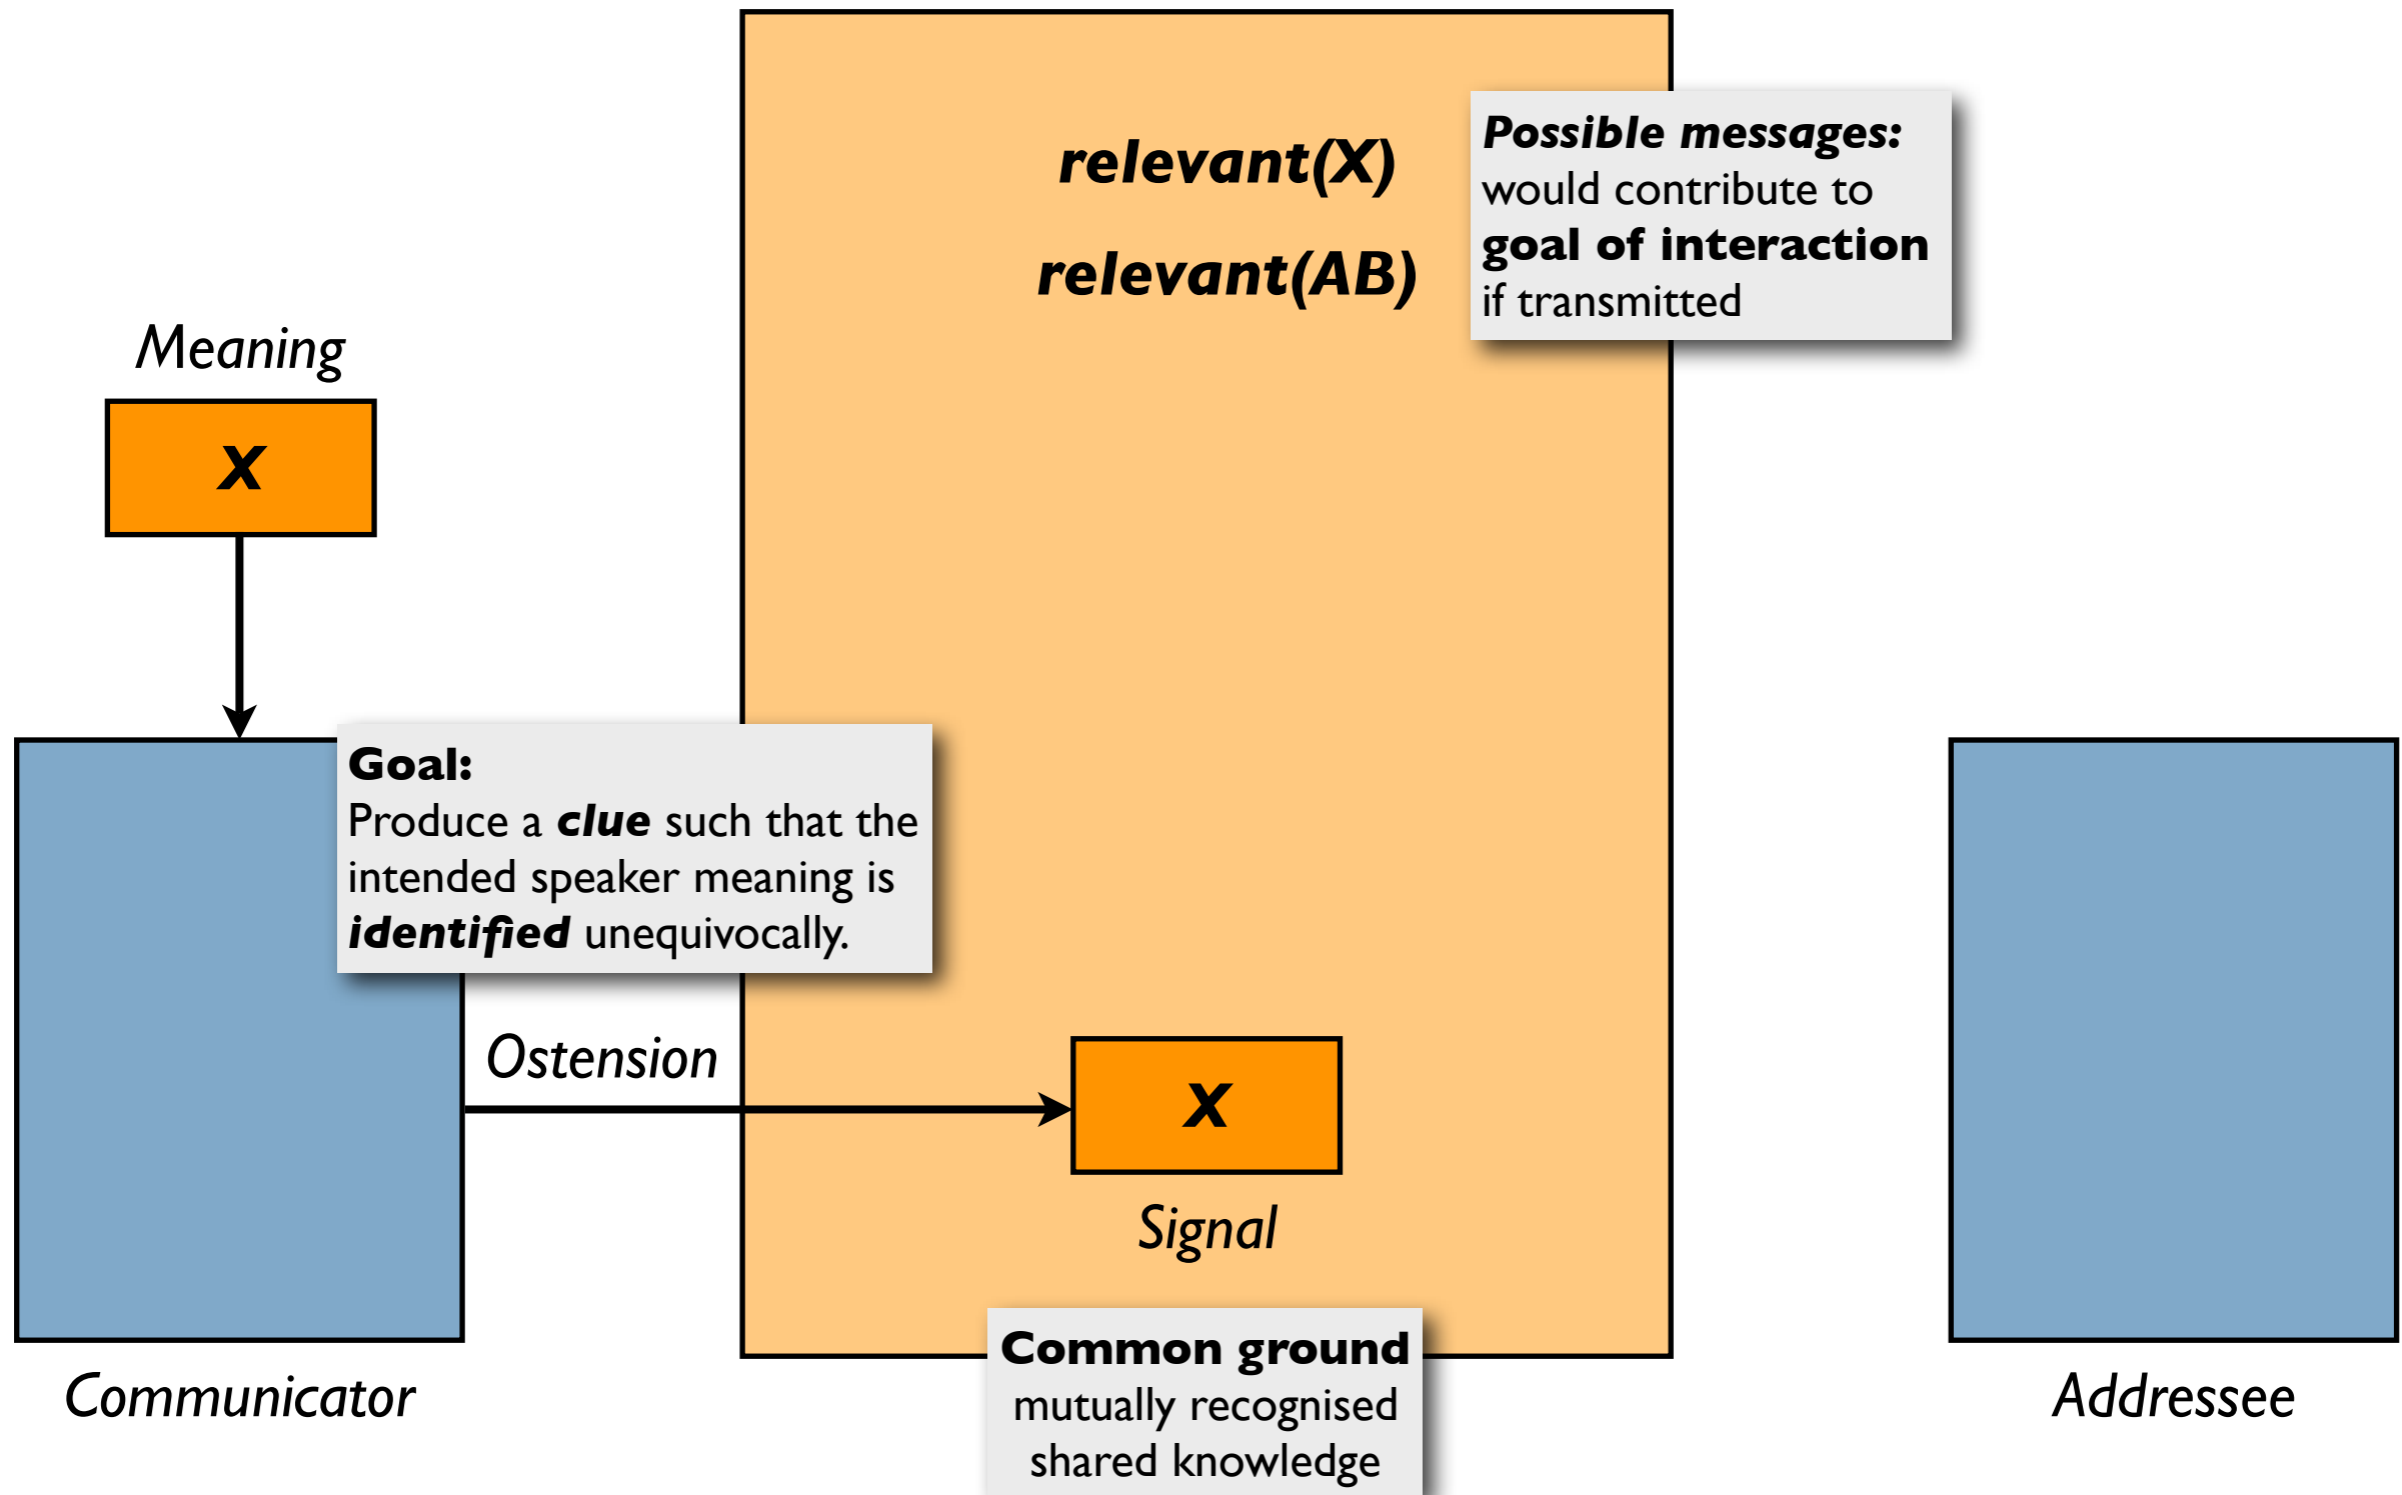 relevant(X)
relevant(AB)
Possible messages:
would contribute to
goal of interaction
if transmitted
Meaning
X
Goal:
Produce a clue such that the
intended speaker meaning is
identified unequivocally.
Ostension
X
Signal
Common ground
mutually recognised
shared knowledge
Communicator
Addressee